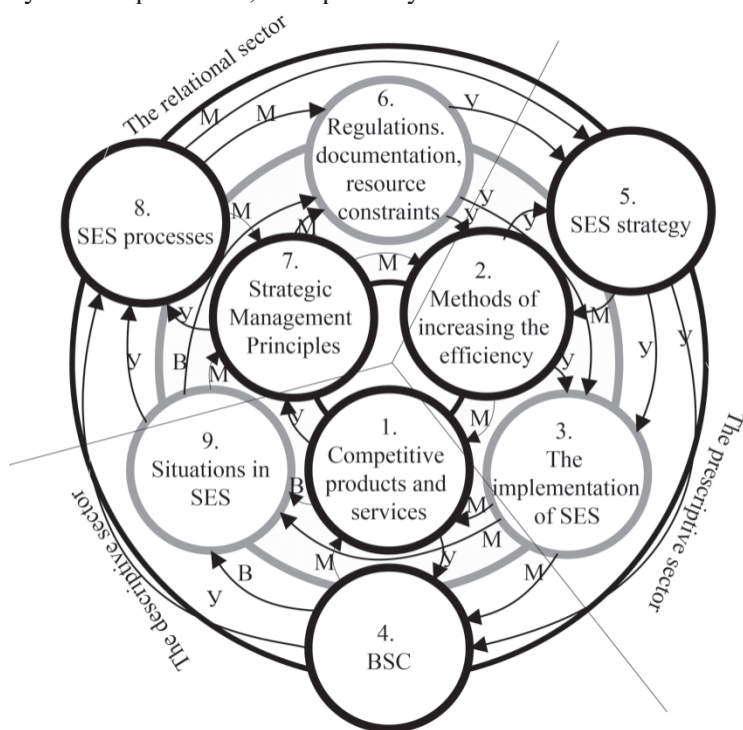 The relational sector
М
М
6.
Regulations.
documentation,
resource
constraints
У
8.
SES processes
5.
SES strategy
У
У
У
М
М
М
7.
Strategic
Management
Principles
2.
Methods of
increasing the
efficiency
У
М
У
У
У
В
М
У
9.
Situations in
SES
У
1.
Competitive
products and
services
М
3.
The
implementation
of SES
В
М
М
The descriptive sector
The prescriptive sector
М
У
М
В
У
4.
BSC